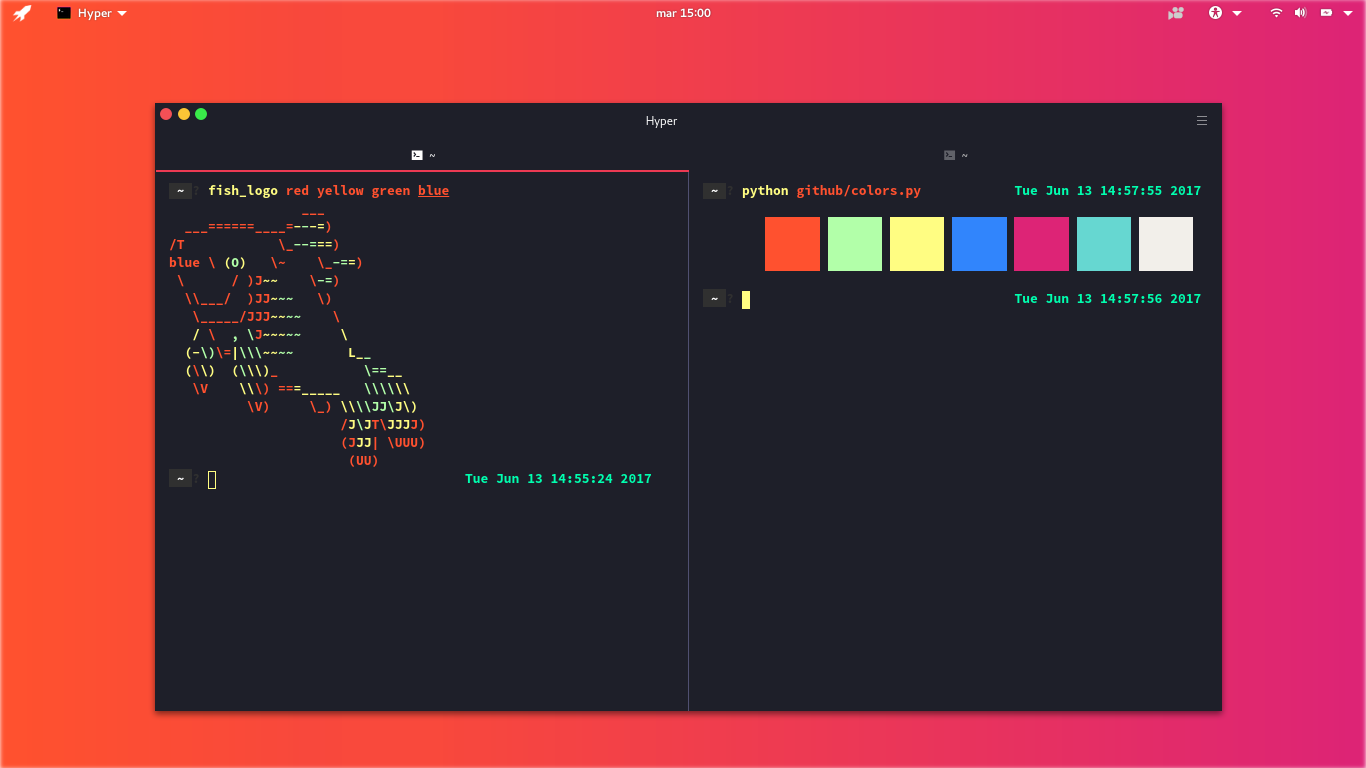 Hyper
mar 15:00
Hyper
~
~
~ ? fish_logo red yellow green blue
                 ___
  ___======____=---=)
/T            \_--===)
blue \ (O)   \~    \_-==)
 \      / )J~~    \-=)
  \\___/  )JJ~~~   \)
   \_____/JJJ~~~~    \
   / \  , \J~~~~~     \
  (-\)\=|\\\~~~~       L__
  (\\)  (\\\)_           \==__
   \V    \\\) ===_____   \\\\\\
          \V)     \_) \\\\JJ\J\)
                      /J\JT\JJJJ)
                      (JJJ| \UUU)
                       (UU)
~ ? Tue Jun 13 14:55:24 2017
~ ? python github/colors.py Tue Jun 13 14:57:55 2017
~ ? Tue Jun 13 14:57:56 2017